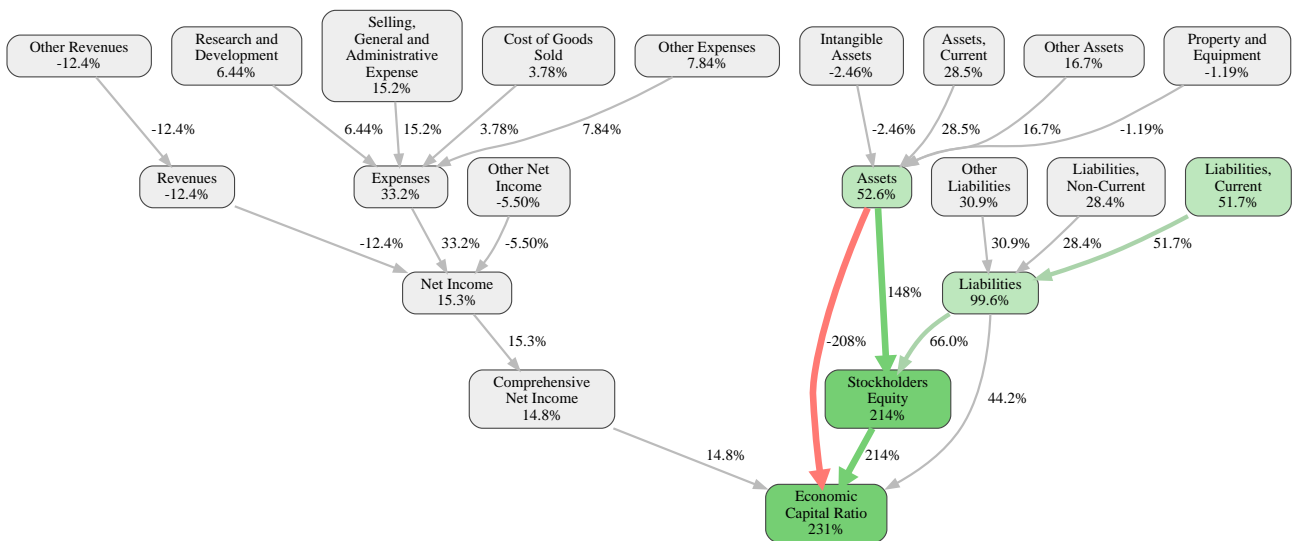 Other Revenues
-12.4%
Research and
Development
6.44%
Selling,
General and
Administrative
Expense
15.2%
Cost of Goods
Sold
3.78%
Other Expenses
7.84%
Intangible
Assets
-2.46%
Assets,
Current
28.5%
Other Assets
16.7%
Property and
Equipment
-1.19%
-12.4%
6.44%
15.2%
3.78%
7.84%
-2.46%
28.5%
16.7%
-1.19%
Revenues
-12.4%
Expenses
33.2%
Other Net
Income
-5.50%
Assets
52.6%
Other
Liabilities
30.9%
Liabilities,
Non-Current
28.4%
Liabilities,
Current
51.7%
-12.4%
33.2%
-5.50%
30.9%
28.4%
51.7%
Net Income
15.3%
148%
Liabilities
99.6%
15.3%
-208%
66.0%
Comprehensive
Net Income
14.8%
Stockholders
Equity
214%
44.2%
14.8%
214%
Economic
Capital Ratio
231%